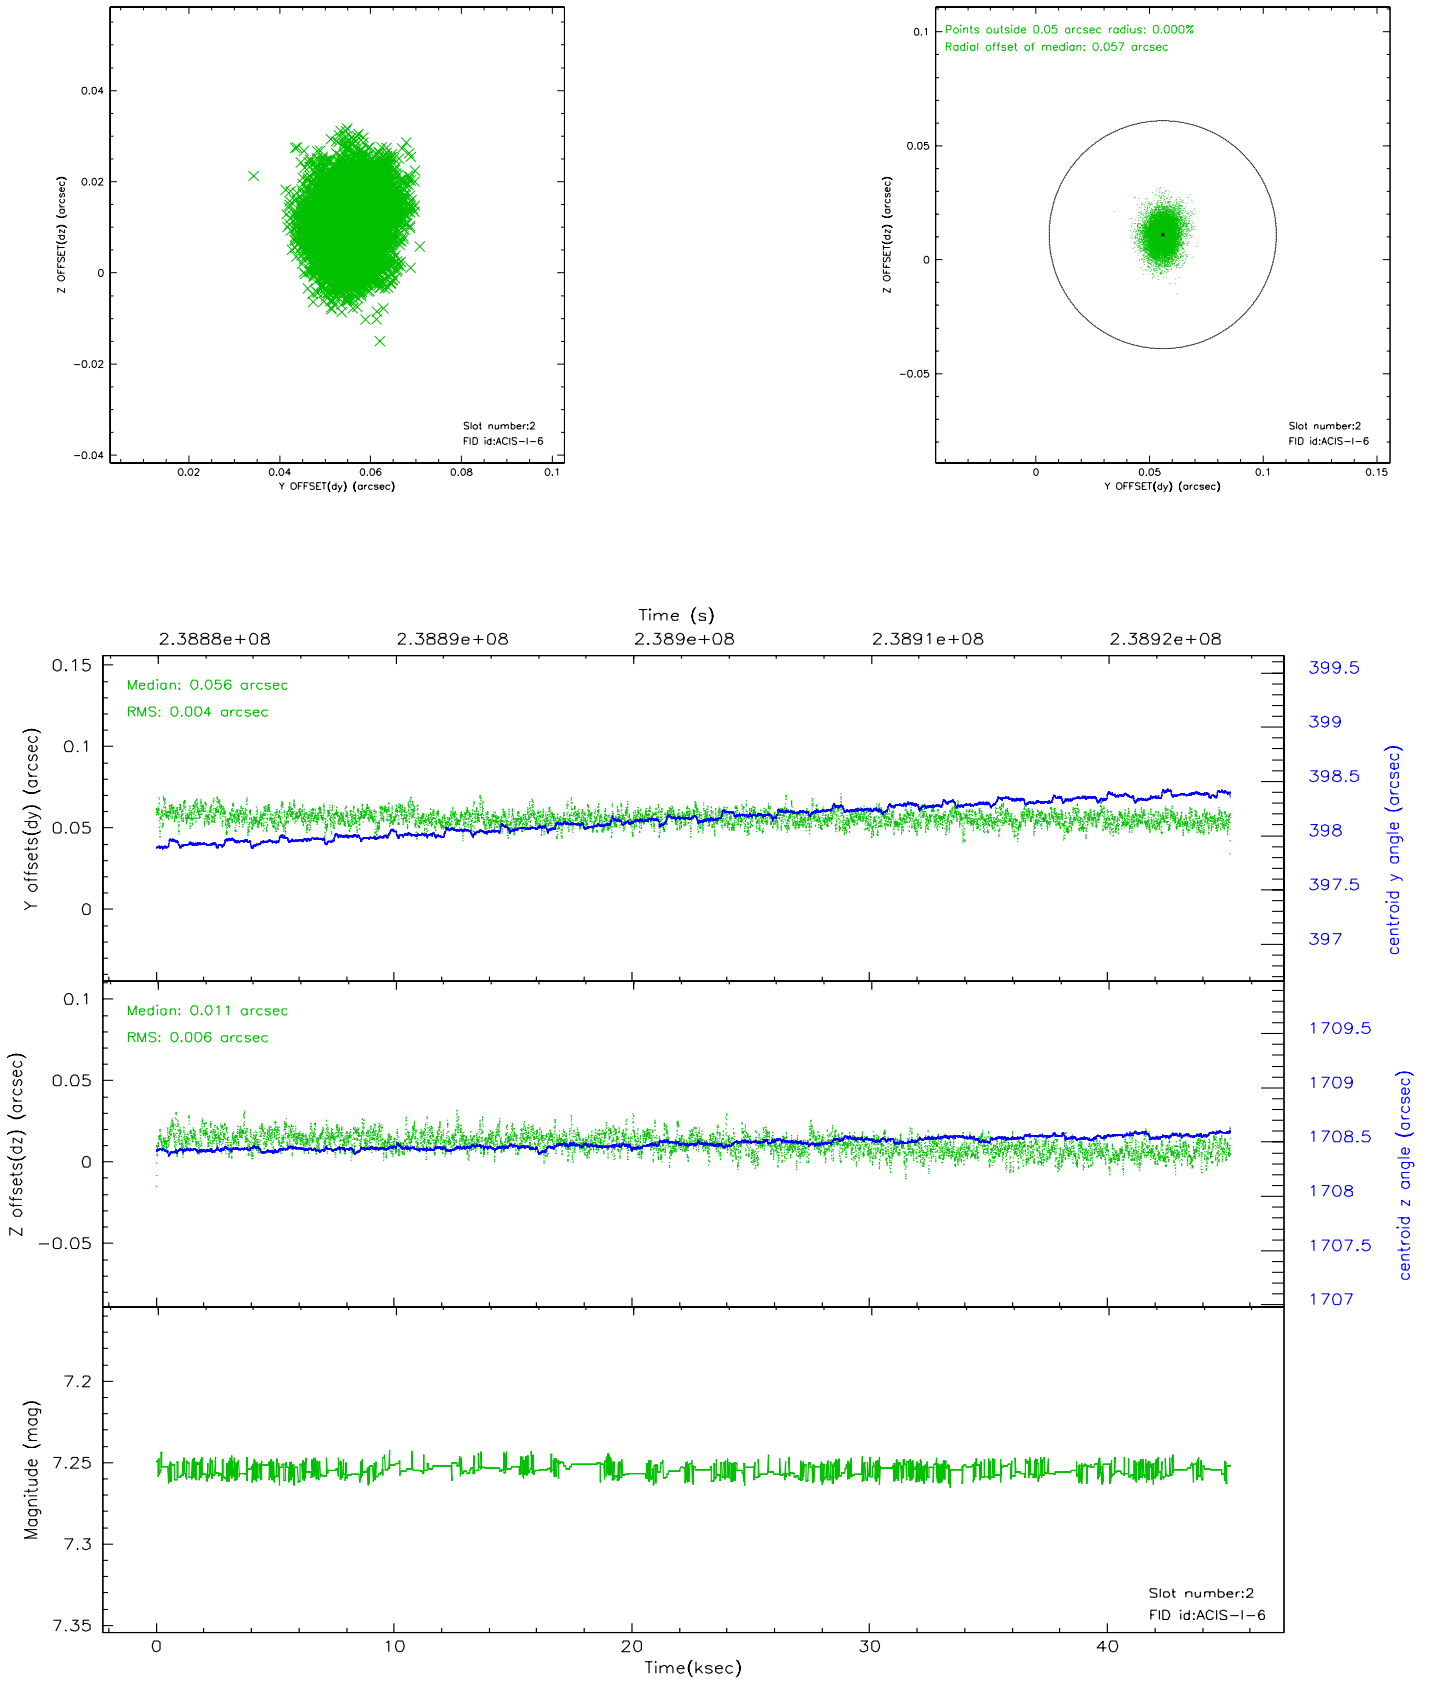 0.04
0.02
0
−0.02
−0.04
Z OFFSET(dz) (arcsec)
Slot number:2
FID id:ACIS−I−6
0.02 0.04 0.06 0.08 0.1
Y OFFSET(dy) (arcsec)
Points outside 0.05 arcsec radius: 0.000%
Radial offset of median: 0.057 arcsec
0.1
0.05
0
−0.05
Z OFFSET(dz) (arcsec)
Slot number:2
FID id:ACIS−I−6
0 0.05 0.1 0.15
Y OFFSET(dy) (arcsec)
Time (s)
2.3888e+08 2.3889e+08 2.389e+08 2.3891e+08 2.3892e+08
Median: 0.056 arcsec
RMS: 0.004 arcsec
0.15
0.1
0.05
0
Y offsets(dy) (arcsec)
399.5
399
398.5
398
397.5
397
centroid y angle (arcsec)
Median: 0.011 arcsec
RMS: 0.006 arcsec
0.1
0.05
0
−0.05
Z offsets(dz) (arcsec)
1709.5
1709
1708.5
1708
1707.5
1707
centroid z angle (arcsec)
7.2
7.25
7.3
7.35
Magnitude (mag)
Slot number:2
FID id:ACIS−I−6
0 10 20 30 40
Time(ksec)